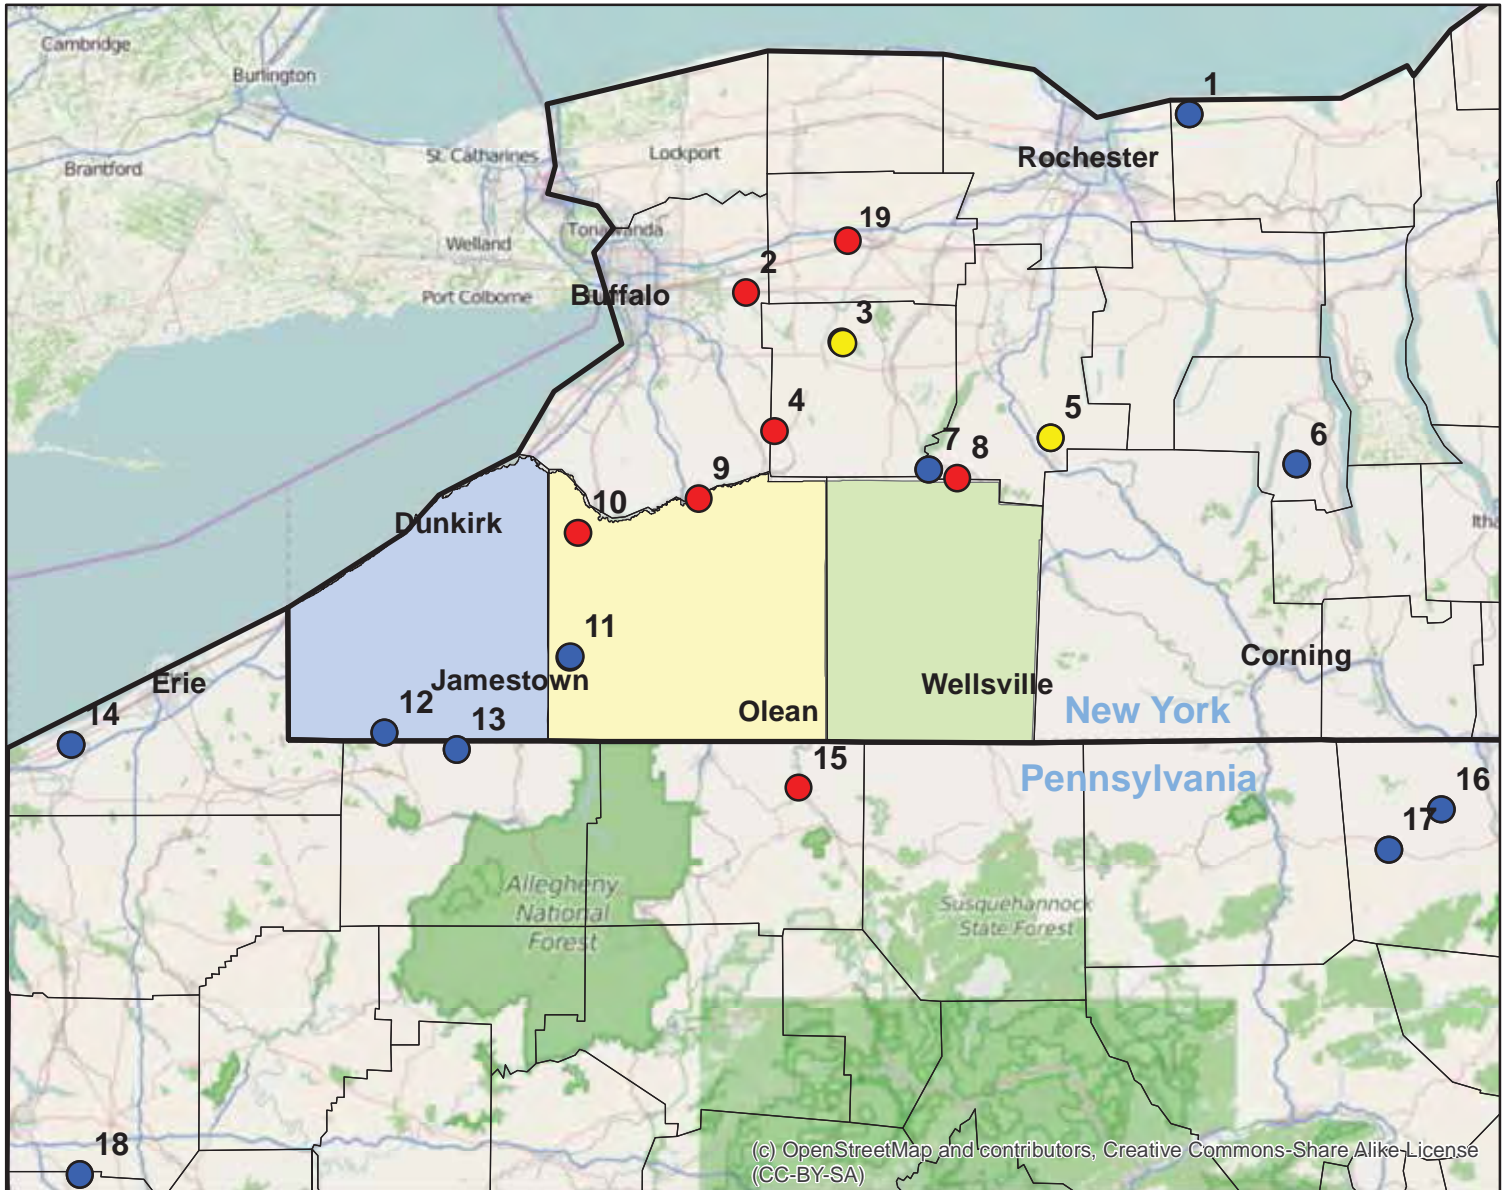 Cambridge
Burlington
1
Brantford
St. Catharines
Lockport
Rochester
19
Welland
Tonawanda
2
Port Colborne
Buffalo
3
4
5
6
7
8
9
10
Dunkirk
Itha
11
Corning
Erie
Jamestown
Wellsville
12
Olean
New York
14
13
15
Pennsylvania
16
17
Allegheny
National
Forest
Susquehannock
State Forest
18
(c) OpenStreetMap and contributors, Creative Commons-Share Alike License
(CC-BY-SA)